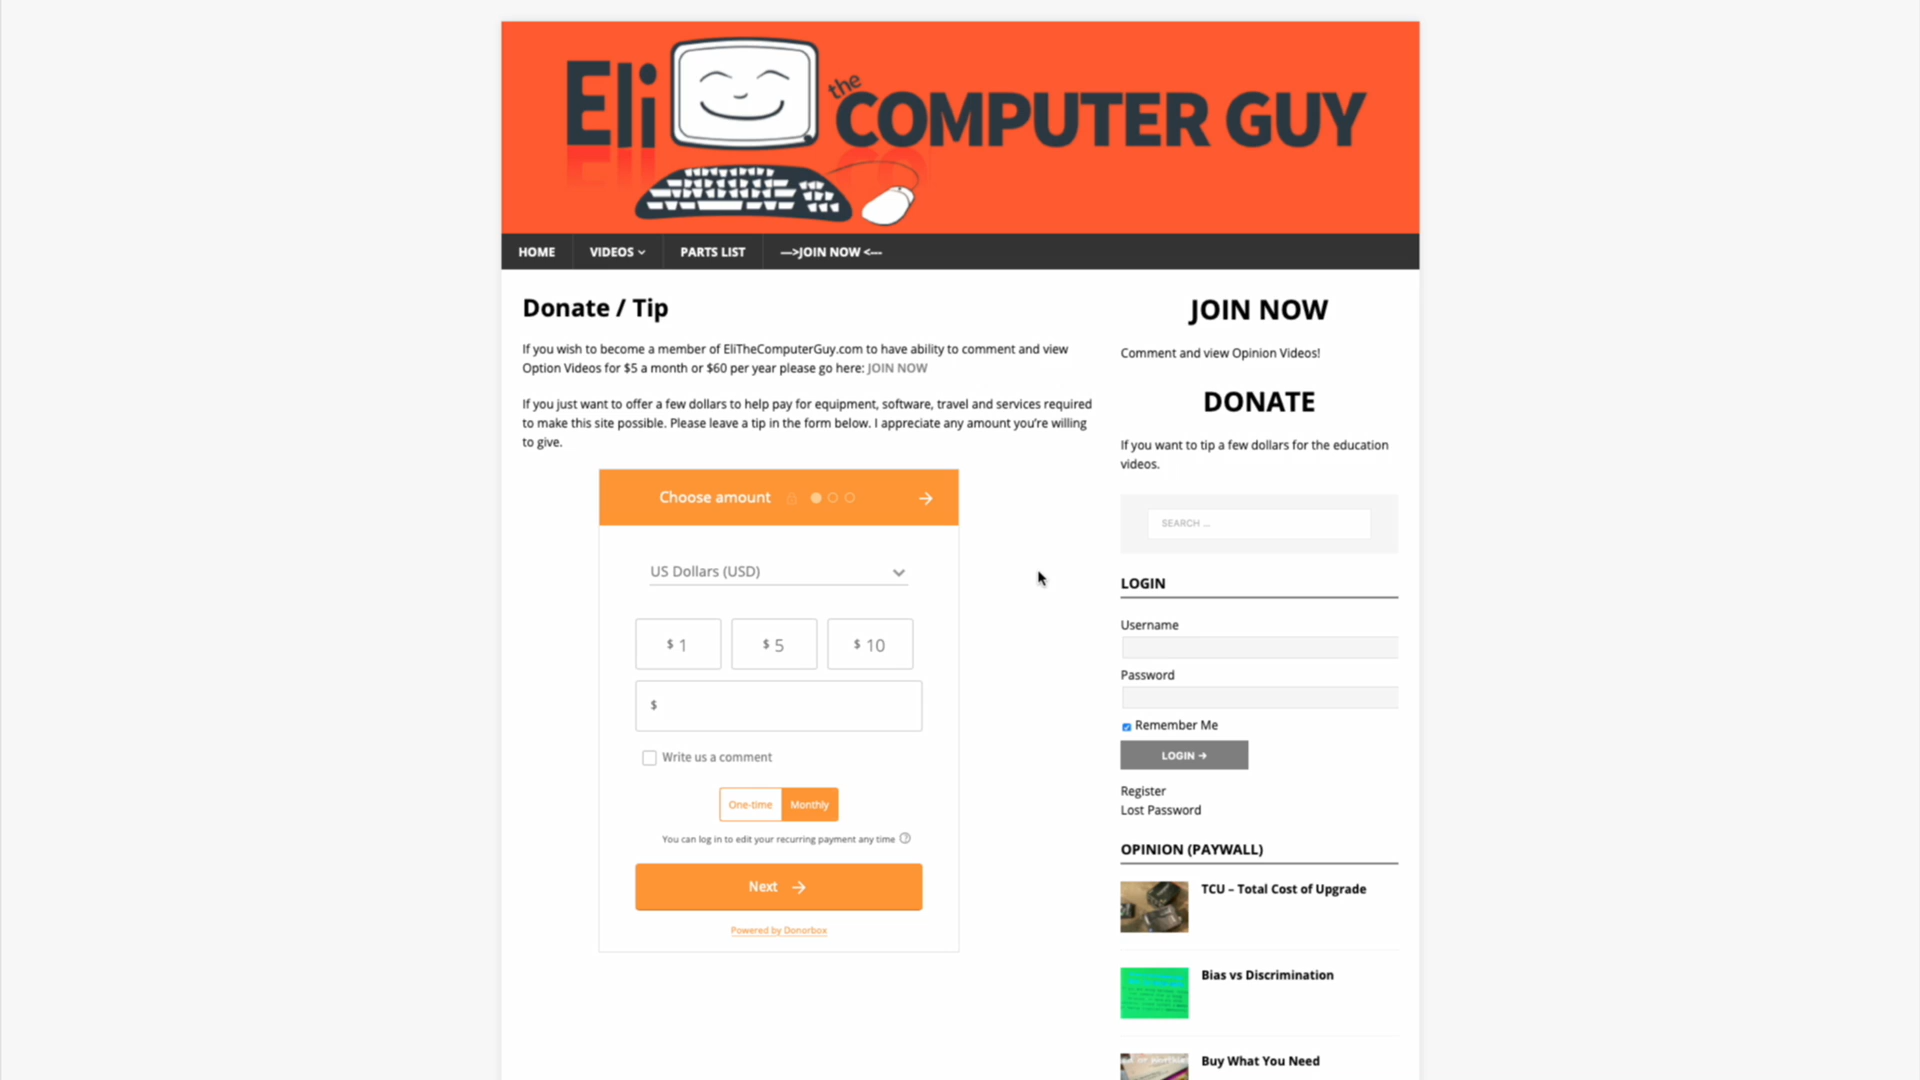 Eli the COMPUTER GUY
HOME VIDEOS PARTS LIST --->JOIN NOW <---
Donate / Tip
If you wish to become a member of EliTheComputerGuy.com to have ability to comment and view
Option Videos for $5 a month or $60 per year please go here: JOIN NOW
If you just want to offer a few dollars to help pay for equipment, software, travel and services required
to make this site possible. Please leave a tip in the form below. I appreciate any amount you’re willing
to give.
Choose amount
US Dollars (USD)
$ 1 $ 5 $ 10
$
Write us a comment
One-time Monthly
You can log in to edit your recurring payment any time ?
Next →
Powered by Donorbox
JOIN NOW
Comment and view Opinion Videos!
DONATE
If you want to tip a few dollars for the education
videos.
SEARCH ...
LOGIN
Username
Password
Remember Me
LOGIN →
Register
Lost Password
OPINION (PAYWALL)
TCU – Total Cost of Upgrade
Bias vs Discrimination
Buy What You Need